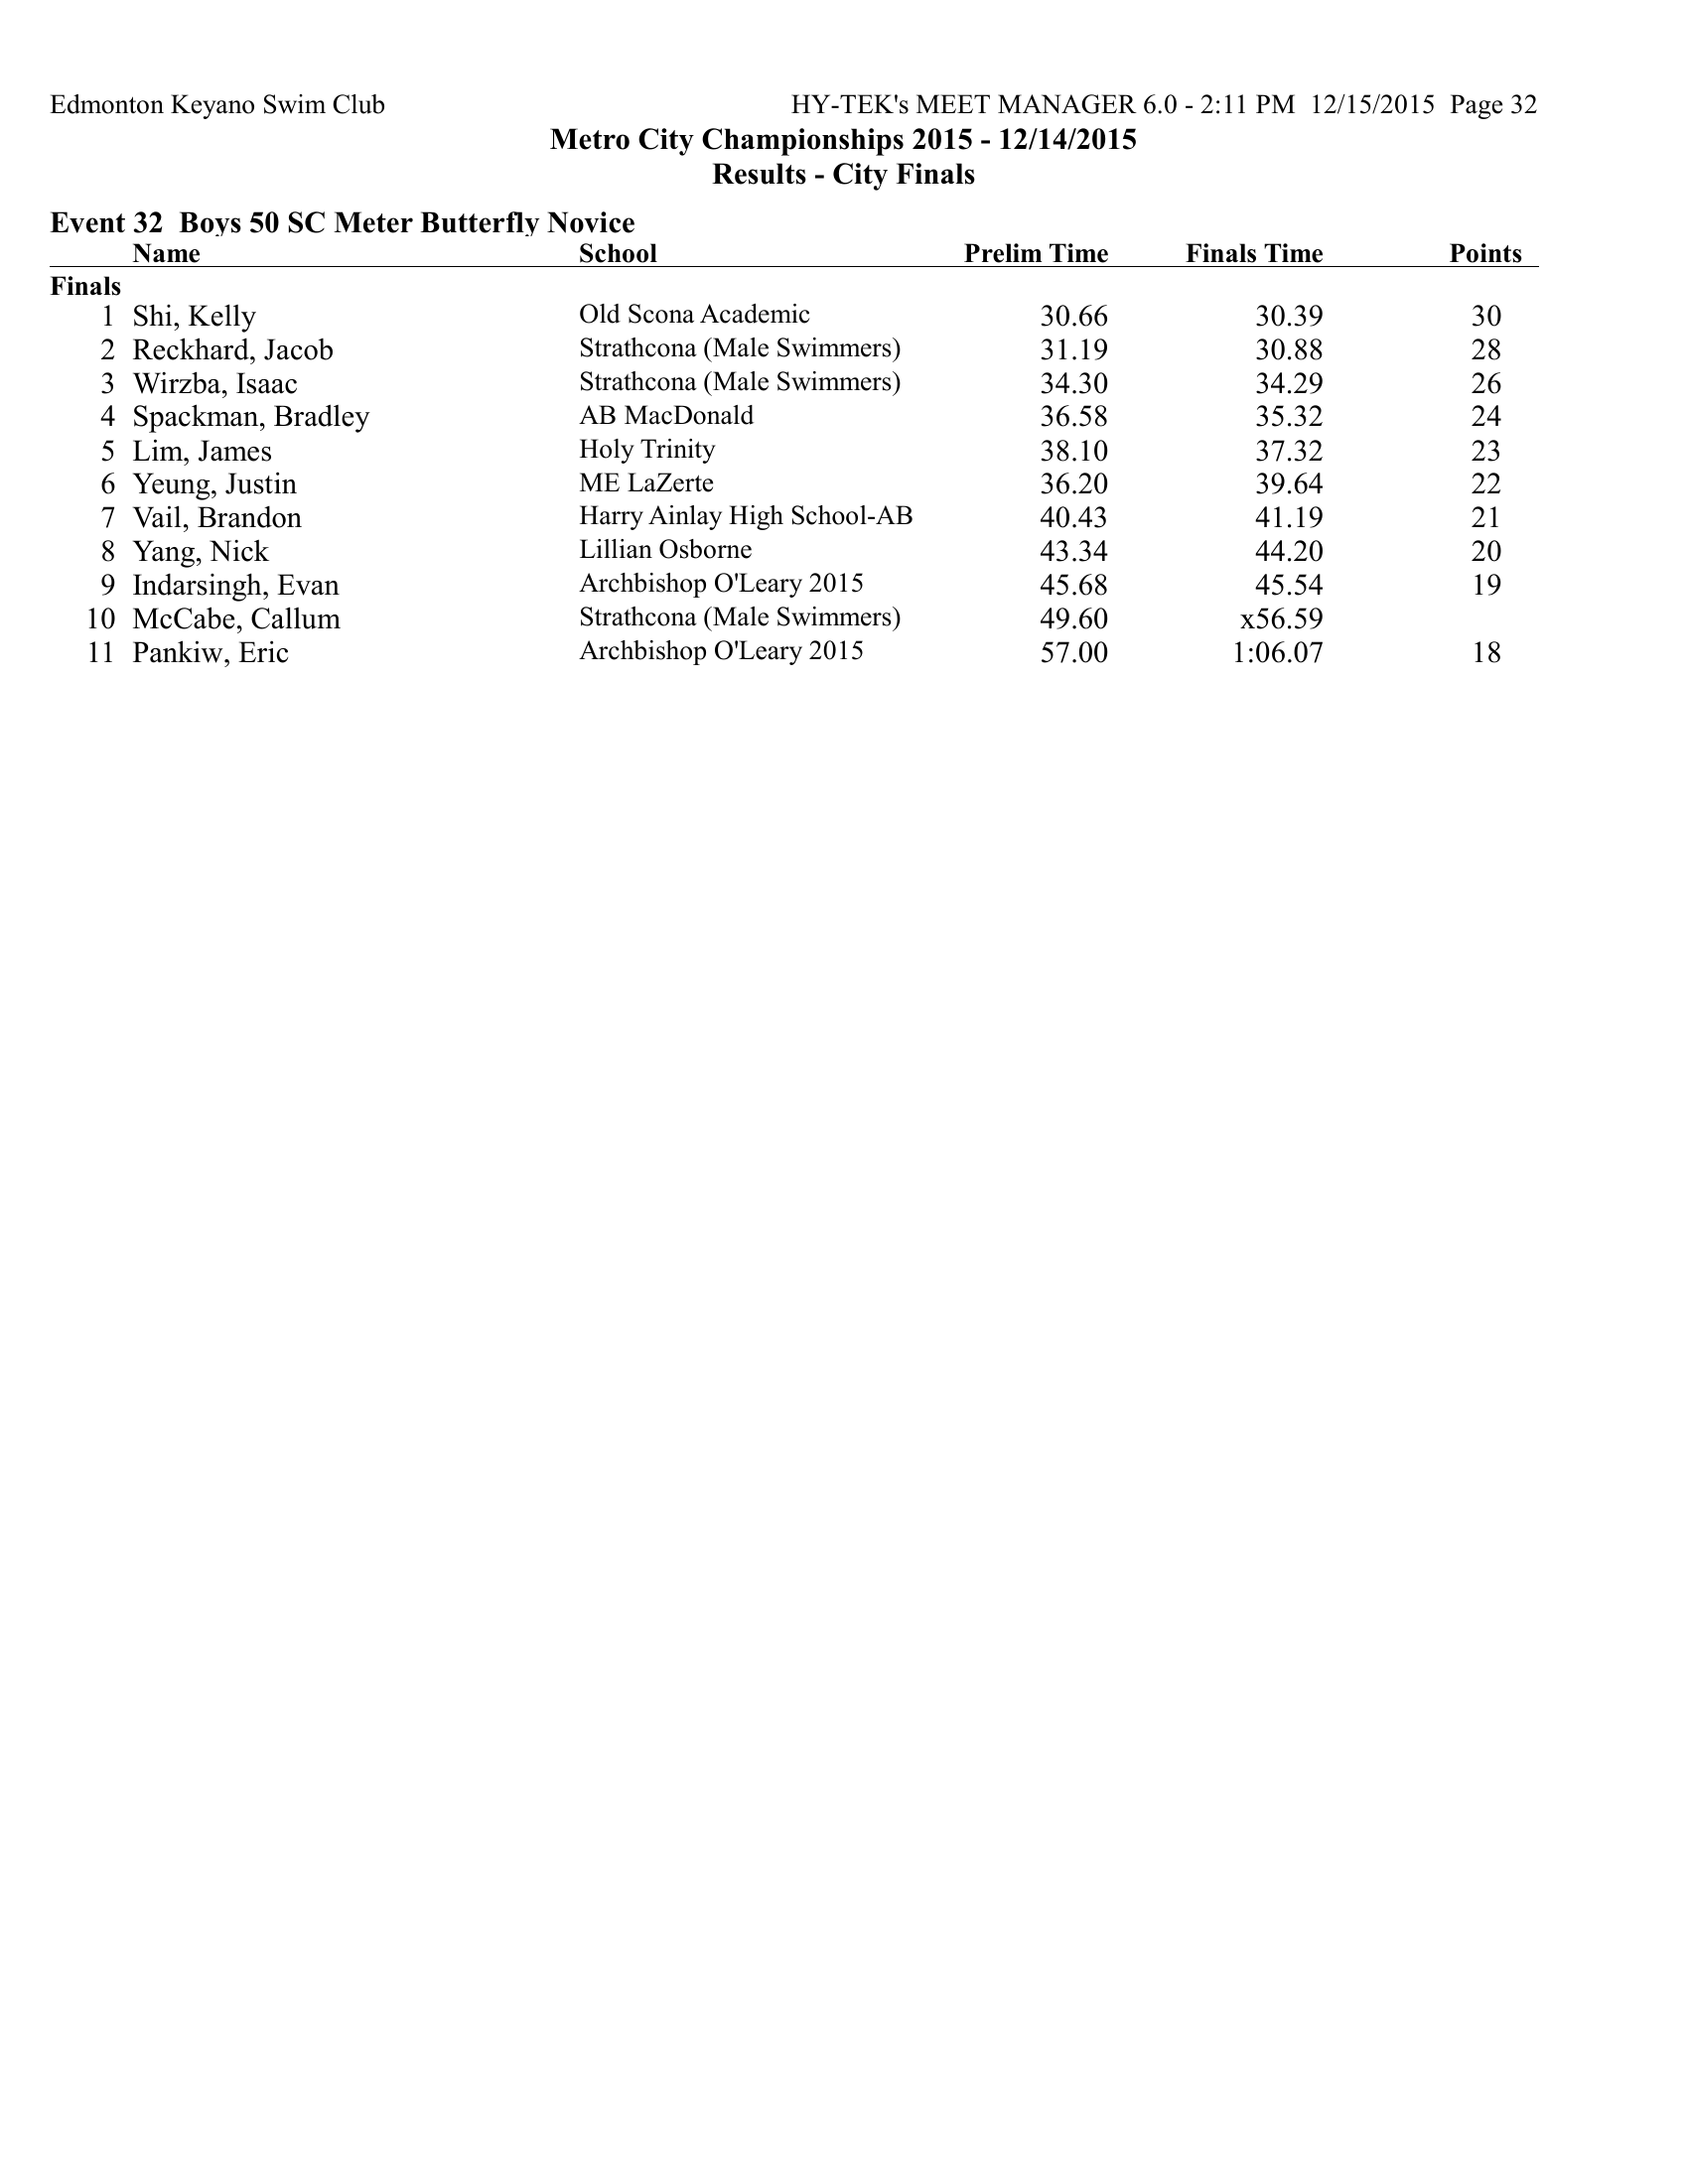 Edmonton Keyano Swim Club HY-TEK's MEET MANAGER 6.0 - 2:11 PM 12/15/2015 Page 32
Metro City Championships 2015 - 12/14/2015
Results - City Finals
Event 32 Boys 50 SC Meter Butterfly Novice
Name School Prelim Time Finals Time Points
Finals
1 Shi, Kelly Old Scona Academic 30.66 30.39 30
2 Reckhard, Jacob Strathcona (Male Swimmers) 31.19 30.88 28
3 Wirzba, Isaac Strathcona (Male Swimmers) 34.30 34.29 26
4 Spackman, Bradley AB MacDonald 36.58 35.32 24
5 Lim, James Holy Trinity 38.10 37.32 23
6 Yeung, Justin ME LaZerte 36.20 39.64 22
7 Vail, Brandon Harry Ainlay High School-AB 40.43 41.19 21
8 Yang, Nick Lillian Osborne 43.34 44.20 20
9 Indarsingh, Evan Archbishop O'Leary 2015 45.68 45.54 19
10 McCabe, Callum Strathcona (Male Swimmers) 49.60 x56.59
11 Pankiw, Eric Archbishop O'Leary 2015 57.00 1:06.07 18